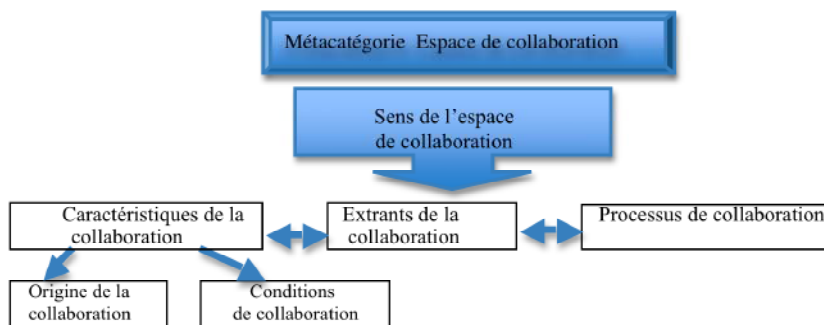 Métacatégorie Espace de collaboration
Sens de l'espace
de collaboration
Caractéristiques de la
collaboration
Extrants de la
collaboration
Processus de collaboration
Origine de la
collaboration
Conditions
de collaboration